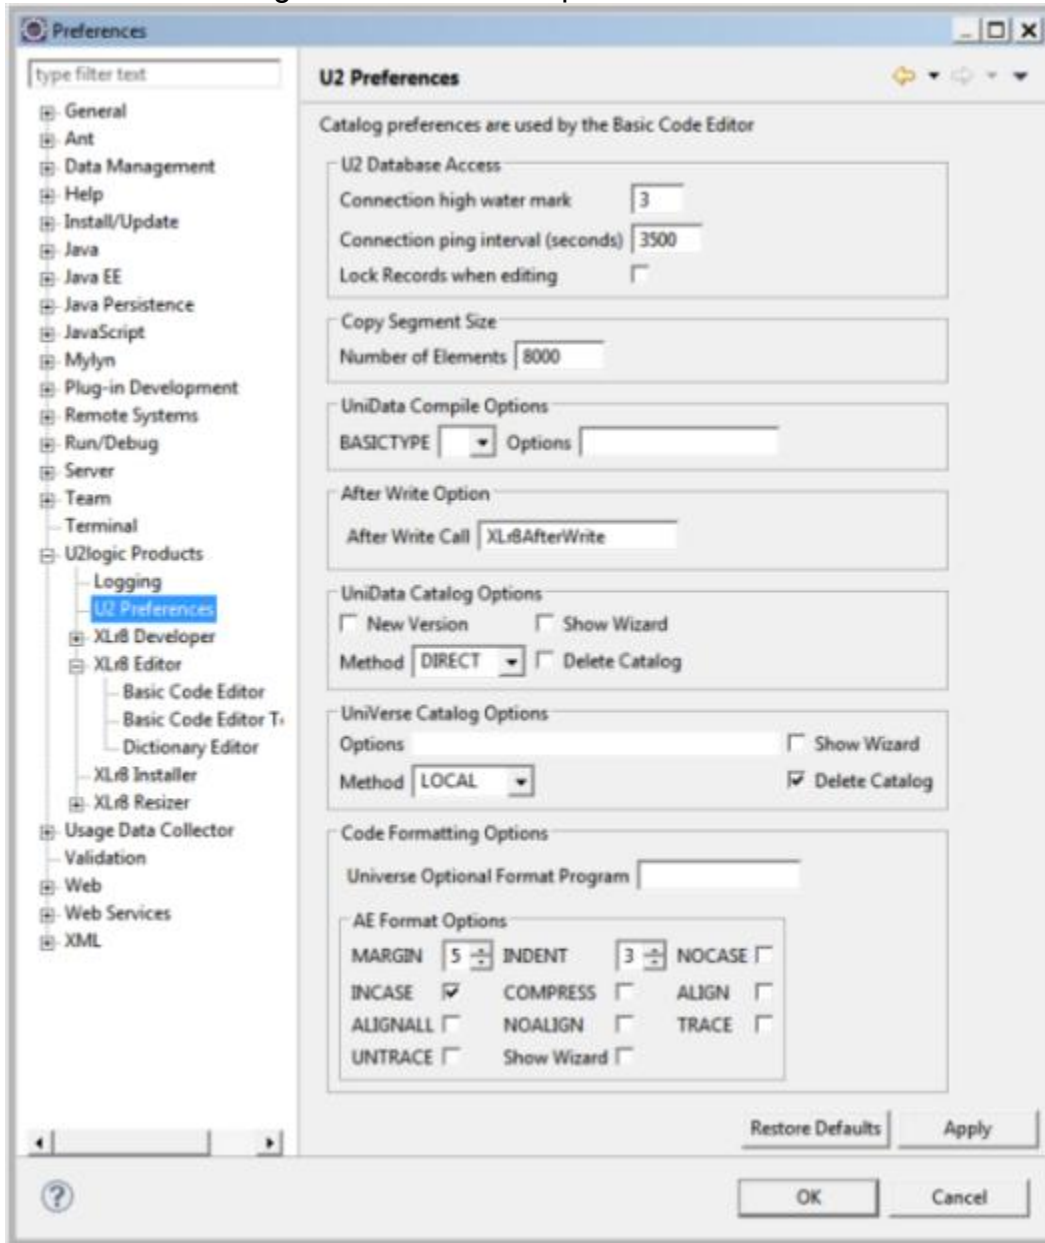 Preferences
type filter text
General
Ant
Data Management
Help
Install/Update
Java
Java EE
Java Persistence
JavaScript
Mylyn
Plug-in Development
Remote Systems
Run/Debug
Server
Team
Terminal
U2logic Products
Logging
U2 Preferences
XLr8 Developer
XLr8 Editor
Basic Code Editor
Basic Code Editor T
Dictionary Editor
XLr8 Installer
XLr8 Resizer
Usage Data Collector
Validation
Web
Web Services
XML
U2 Preferences
Catalog preferences are used by the Basic Code Editor
U2 Database Access
Connection high water mark 3
Connection ping interval (seconds) 3500
Lock Records when editing
Copy Segment Size
Number of Elements 8000
UniData Compile Options
BASICTYPE Options
After Write Option
After Write Call XLr8AfterWrite
UniData Catalog Options
New Version Show Wizard
Method DIRECT Delete Catalog
UniVerse Catalog Options
Options Show Wizard
Method LOCAL Delete Catalog
Code Formatting Options
Universe Optional Format Program
AE Format Options
MARGIN 5 INDENT 3 NOCASE
INCASE COMPRESS ALIGN
ALIGNALL NOALIGN TRACE
UNTRACE Show Wizard
Restore Defaults Apply
? OK Cancel